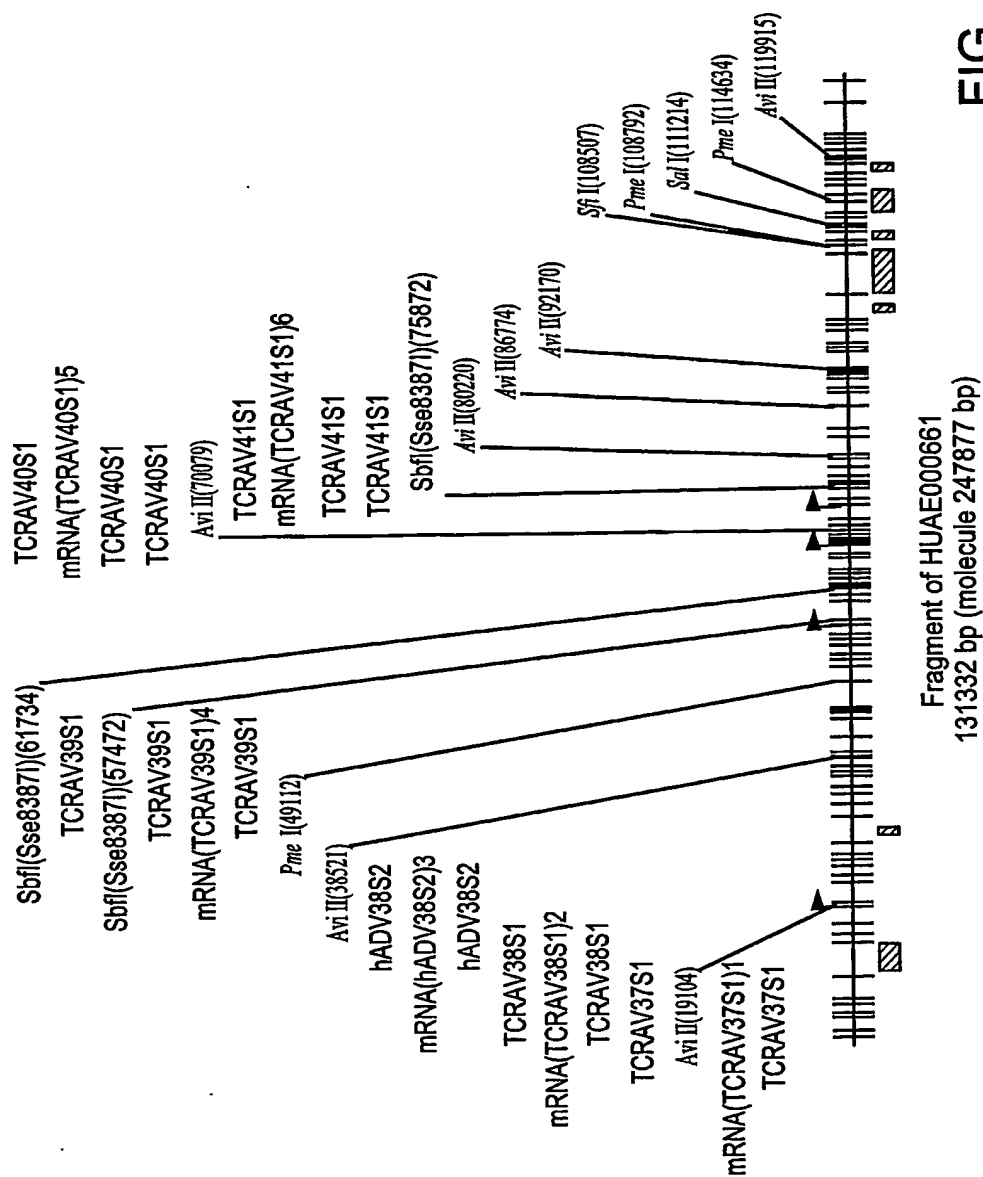 TCRAV40S1
mRNA(TCRAV40S1)5
TCRAV40S1
TCRAV40S1
Avi II(70079)
TCRAV41S1
mRNA(TCRAV41S1)6
TCRAV41S1
TCRAV41S1
SbfI(Sse8387I)(75872)
Avi II(80220)
Avi II(86774)
Avi II(92170)
Sfi I(108507)
Pme I(108792)
Sal I(111214)
Pme I(114634)
Avi II(119915)
SbfI(Sse8387I)(61734)
TCRAV39S1
SbfI(Sse8387I)(57472)
TCRAV39S1
mRNA(TCRAV39S1)4
TCRAV39S1
Pme I(49112)
Avi II(38521)
hADV38S2
mRNA(hADV38S2)3
hADV38S2
TCRAV38S1
mRNA(TCRAV38S1)2
TCRAV38S1
TCRAV37S1
Avi II(19104)
mRNA(TCRAV37S1)1
TCRAV37S1
Fragment of HUAE000661
131332 bp (molecule 247877 bp)
FIG